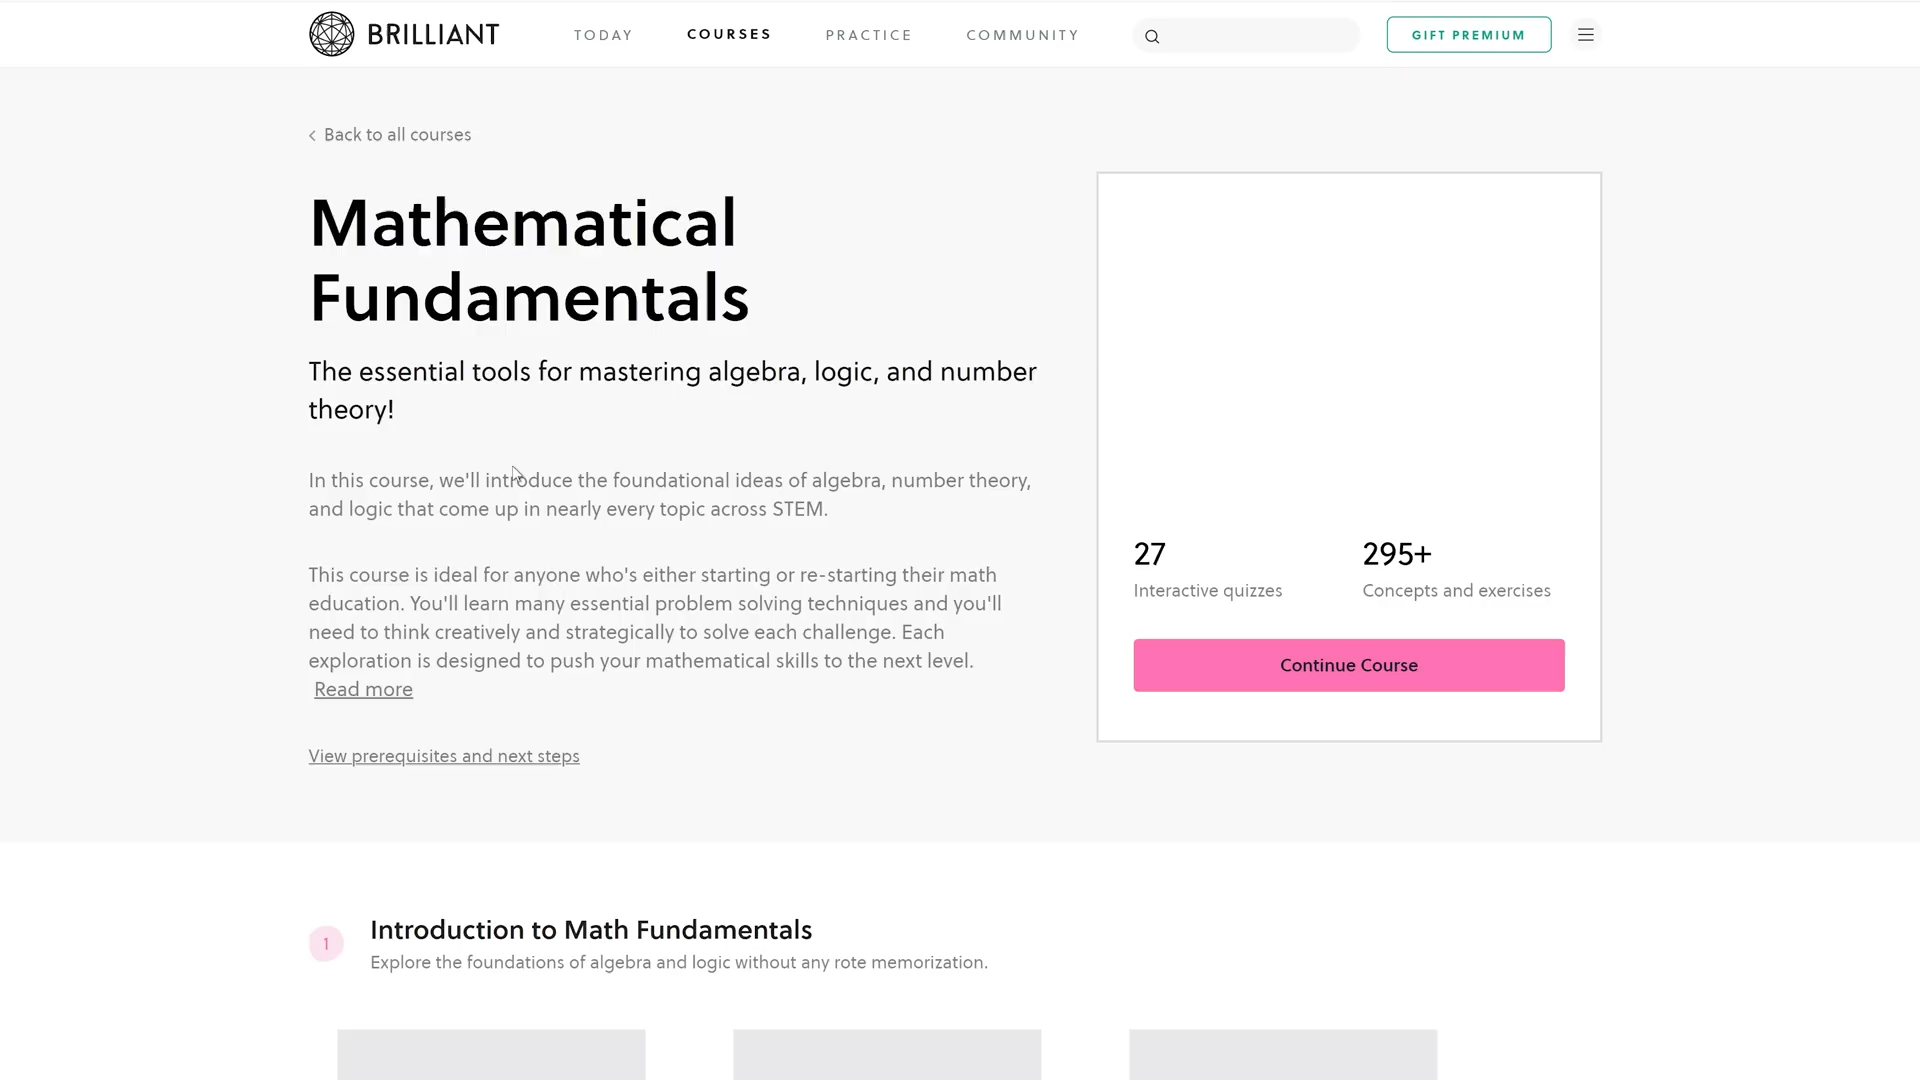 BRILLIANT
TODAY
COURSES
PRACTICE
COMMUNITY
GIFT PREMIUM
Back to all courses
Mathematical
Fundamentals
The essential tools for mastering algebra, logic, and number
theory!
In this course, we'll introduce the foundational ideas of algebra, number theory,
and logic that come up in nearly every topic across STEM.
This course is ideal for anyone who's either starting or re-starting their math
education. You'll learn many essential problem solving techniques and you'll
need to think creatively and strategically to solve each challenge. Each
exploration is designed to push your mathematical skills to the next level.
Read more
View prerequisites and next steps
27
Interactive quizzes
295+
Concepts and exercises
Continue Course
1
Introduction to Math Fundamentals
Explore the foundations of algebra and logic without any rote memorization.